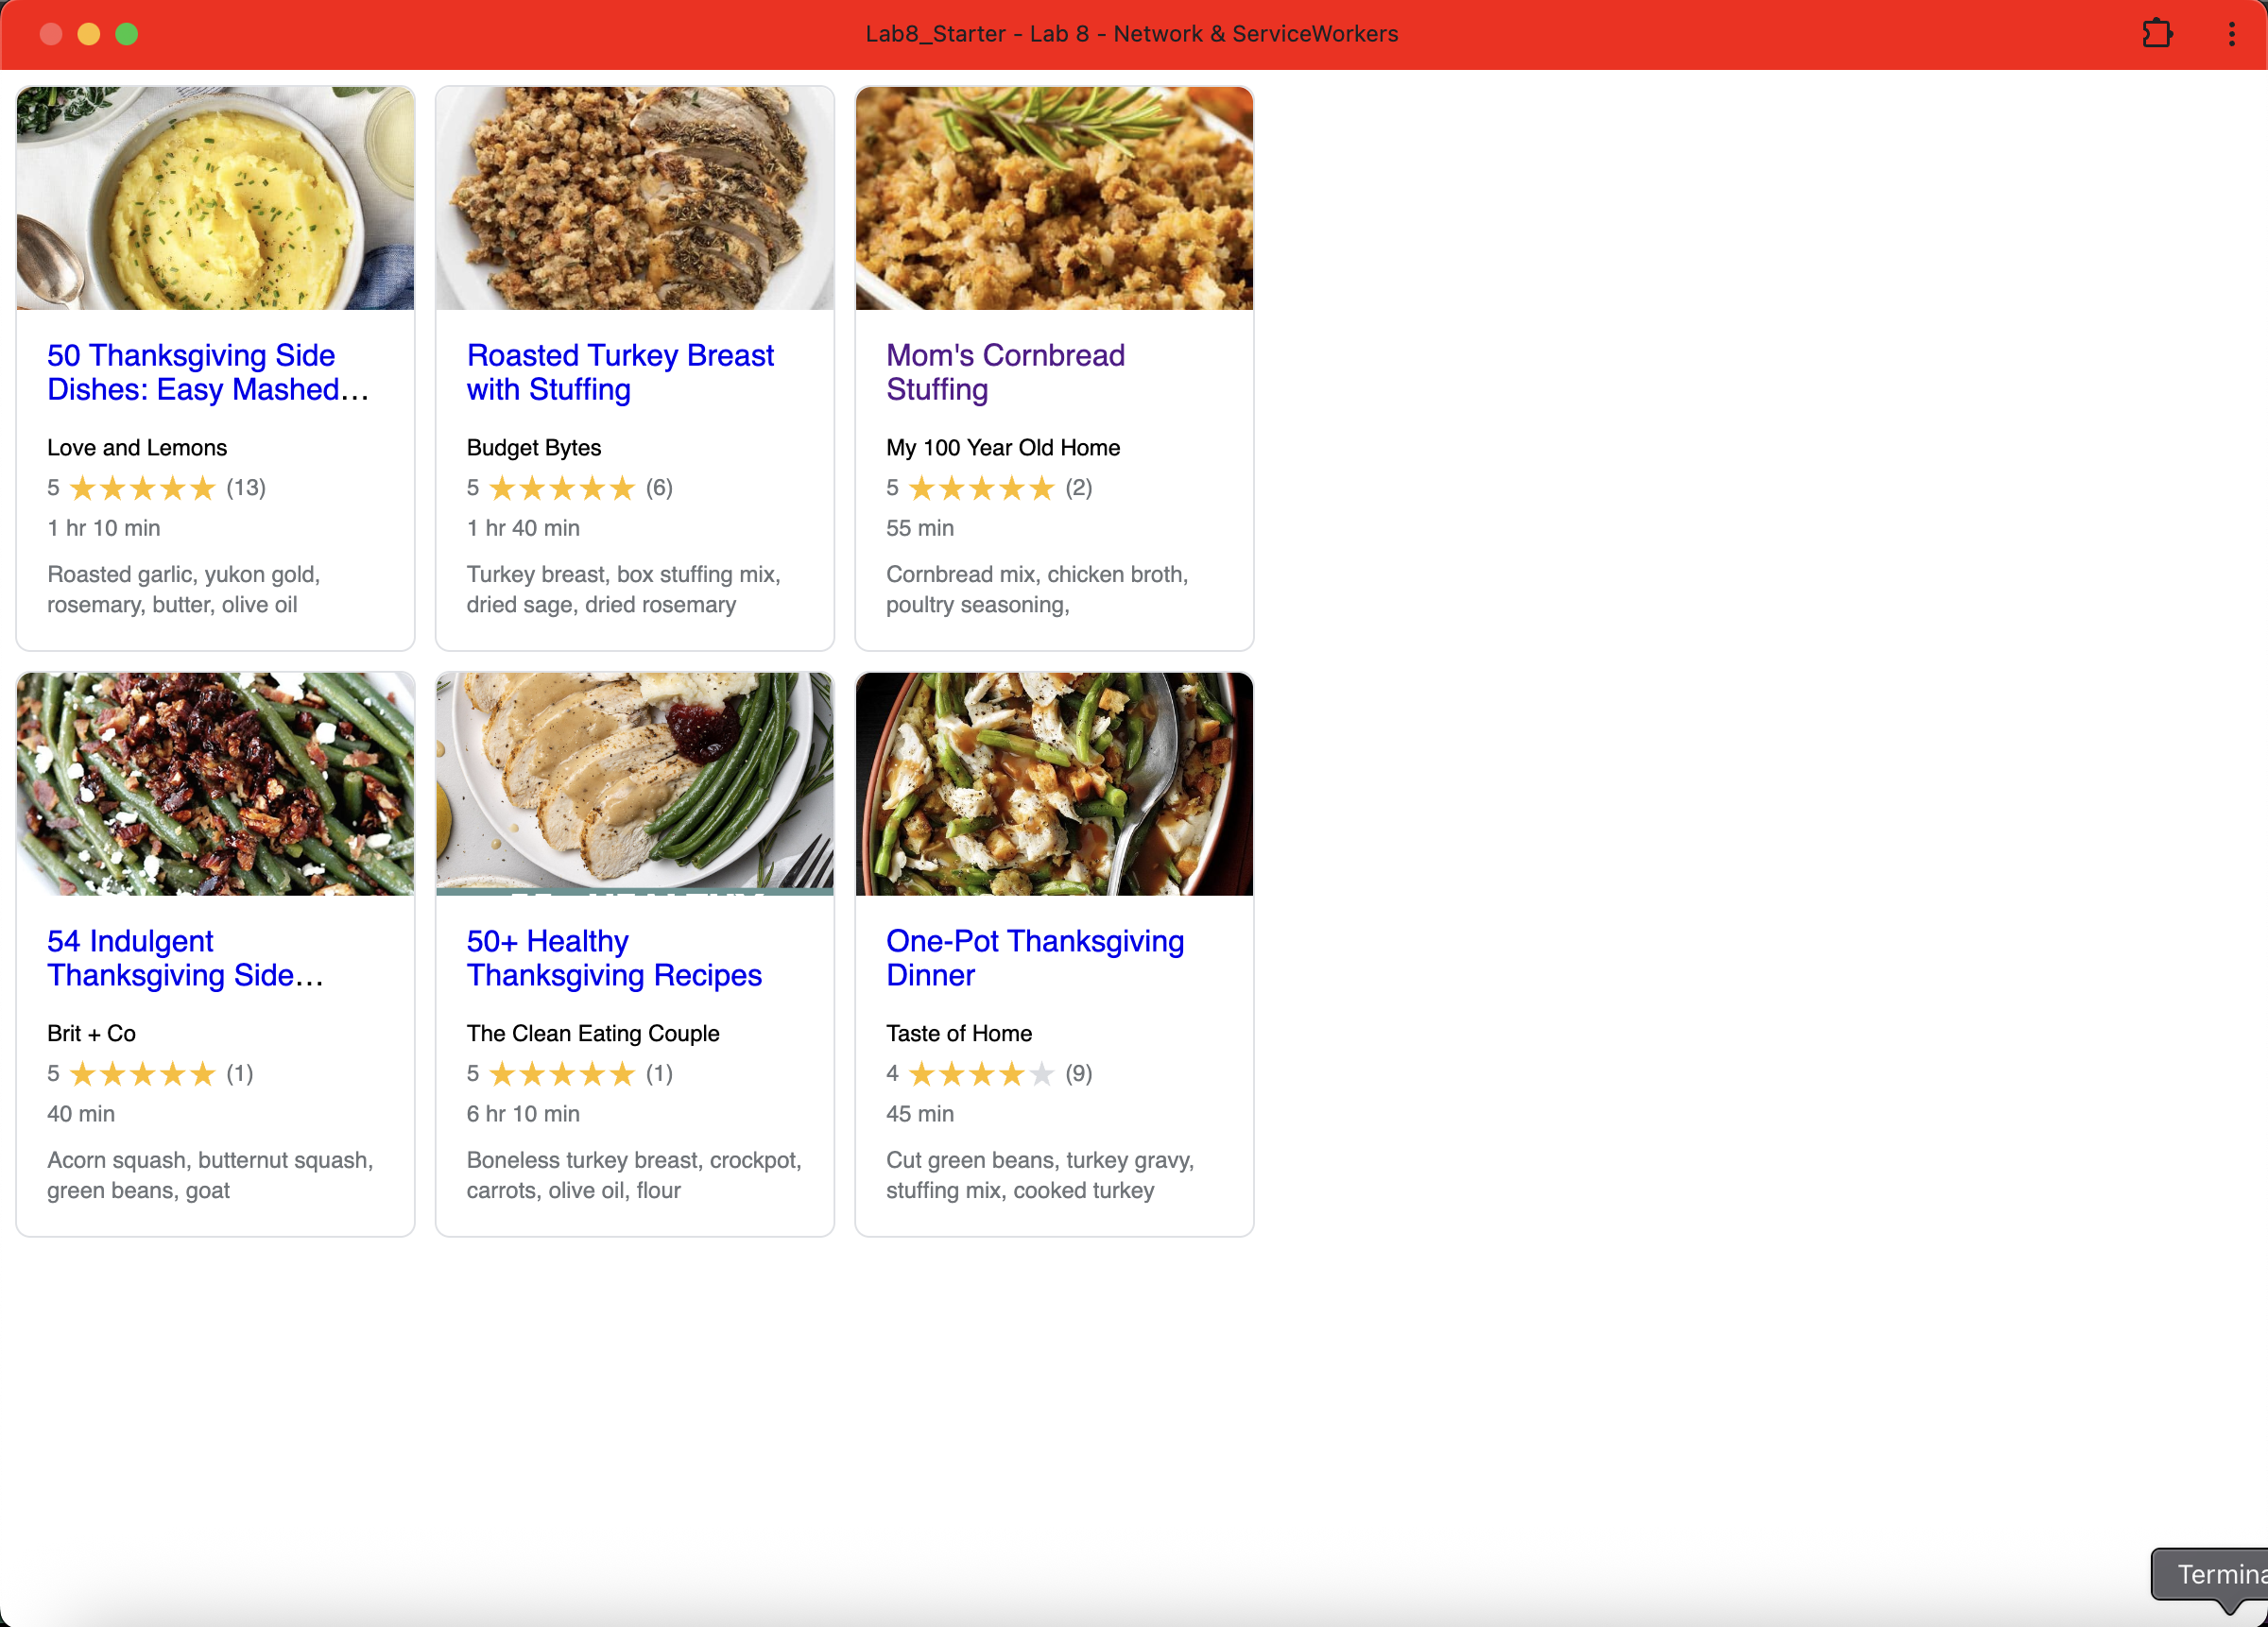 Lab8_Starter - Lab 8 - Network & ServiceWorkers
50 Thanksgiving Side
Dishes: Easy Mashed...
Love and Lemons
5 ★★★★★ (13)
1 hr 10 min
Roasted garlic, yukon gold,
rosemary, butter, olive oil
Roasted Turkey Breast
with Stuffing
Budget Bytes
5 ★★★★★ (6)
1 hr 40 min
Turkey breast, box stuffing mix,
dried sage, dried rosemary
Mom's Cornbread
Stuffing
My 100 Year Old Home
5 ★★★★★ (2)
55 min
Cornbread mix, chicken broth,
poultry seasoning,
54 Indulgent
Thanksgiving Side...
Brit + Co
5 ★★★★★ (1)
40 min
Acorn squash, butternut squash,
green beans, goat
50+ Healthy
Thanksgiving Recipes
The Clean Eating Couple
5 ★★★★★ (1)
6 hr 10 min
Boneless turkey breast, crockpot,
carrots, olive oil, flour
One-Pot Thanksgiving
Dinner
Taste of Home
4 ★★★★★ (9)
45 min
Cut green beans, turkey gravy,
stuffing mix, cooked turkey
Termina